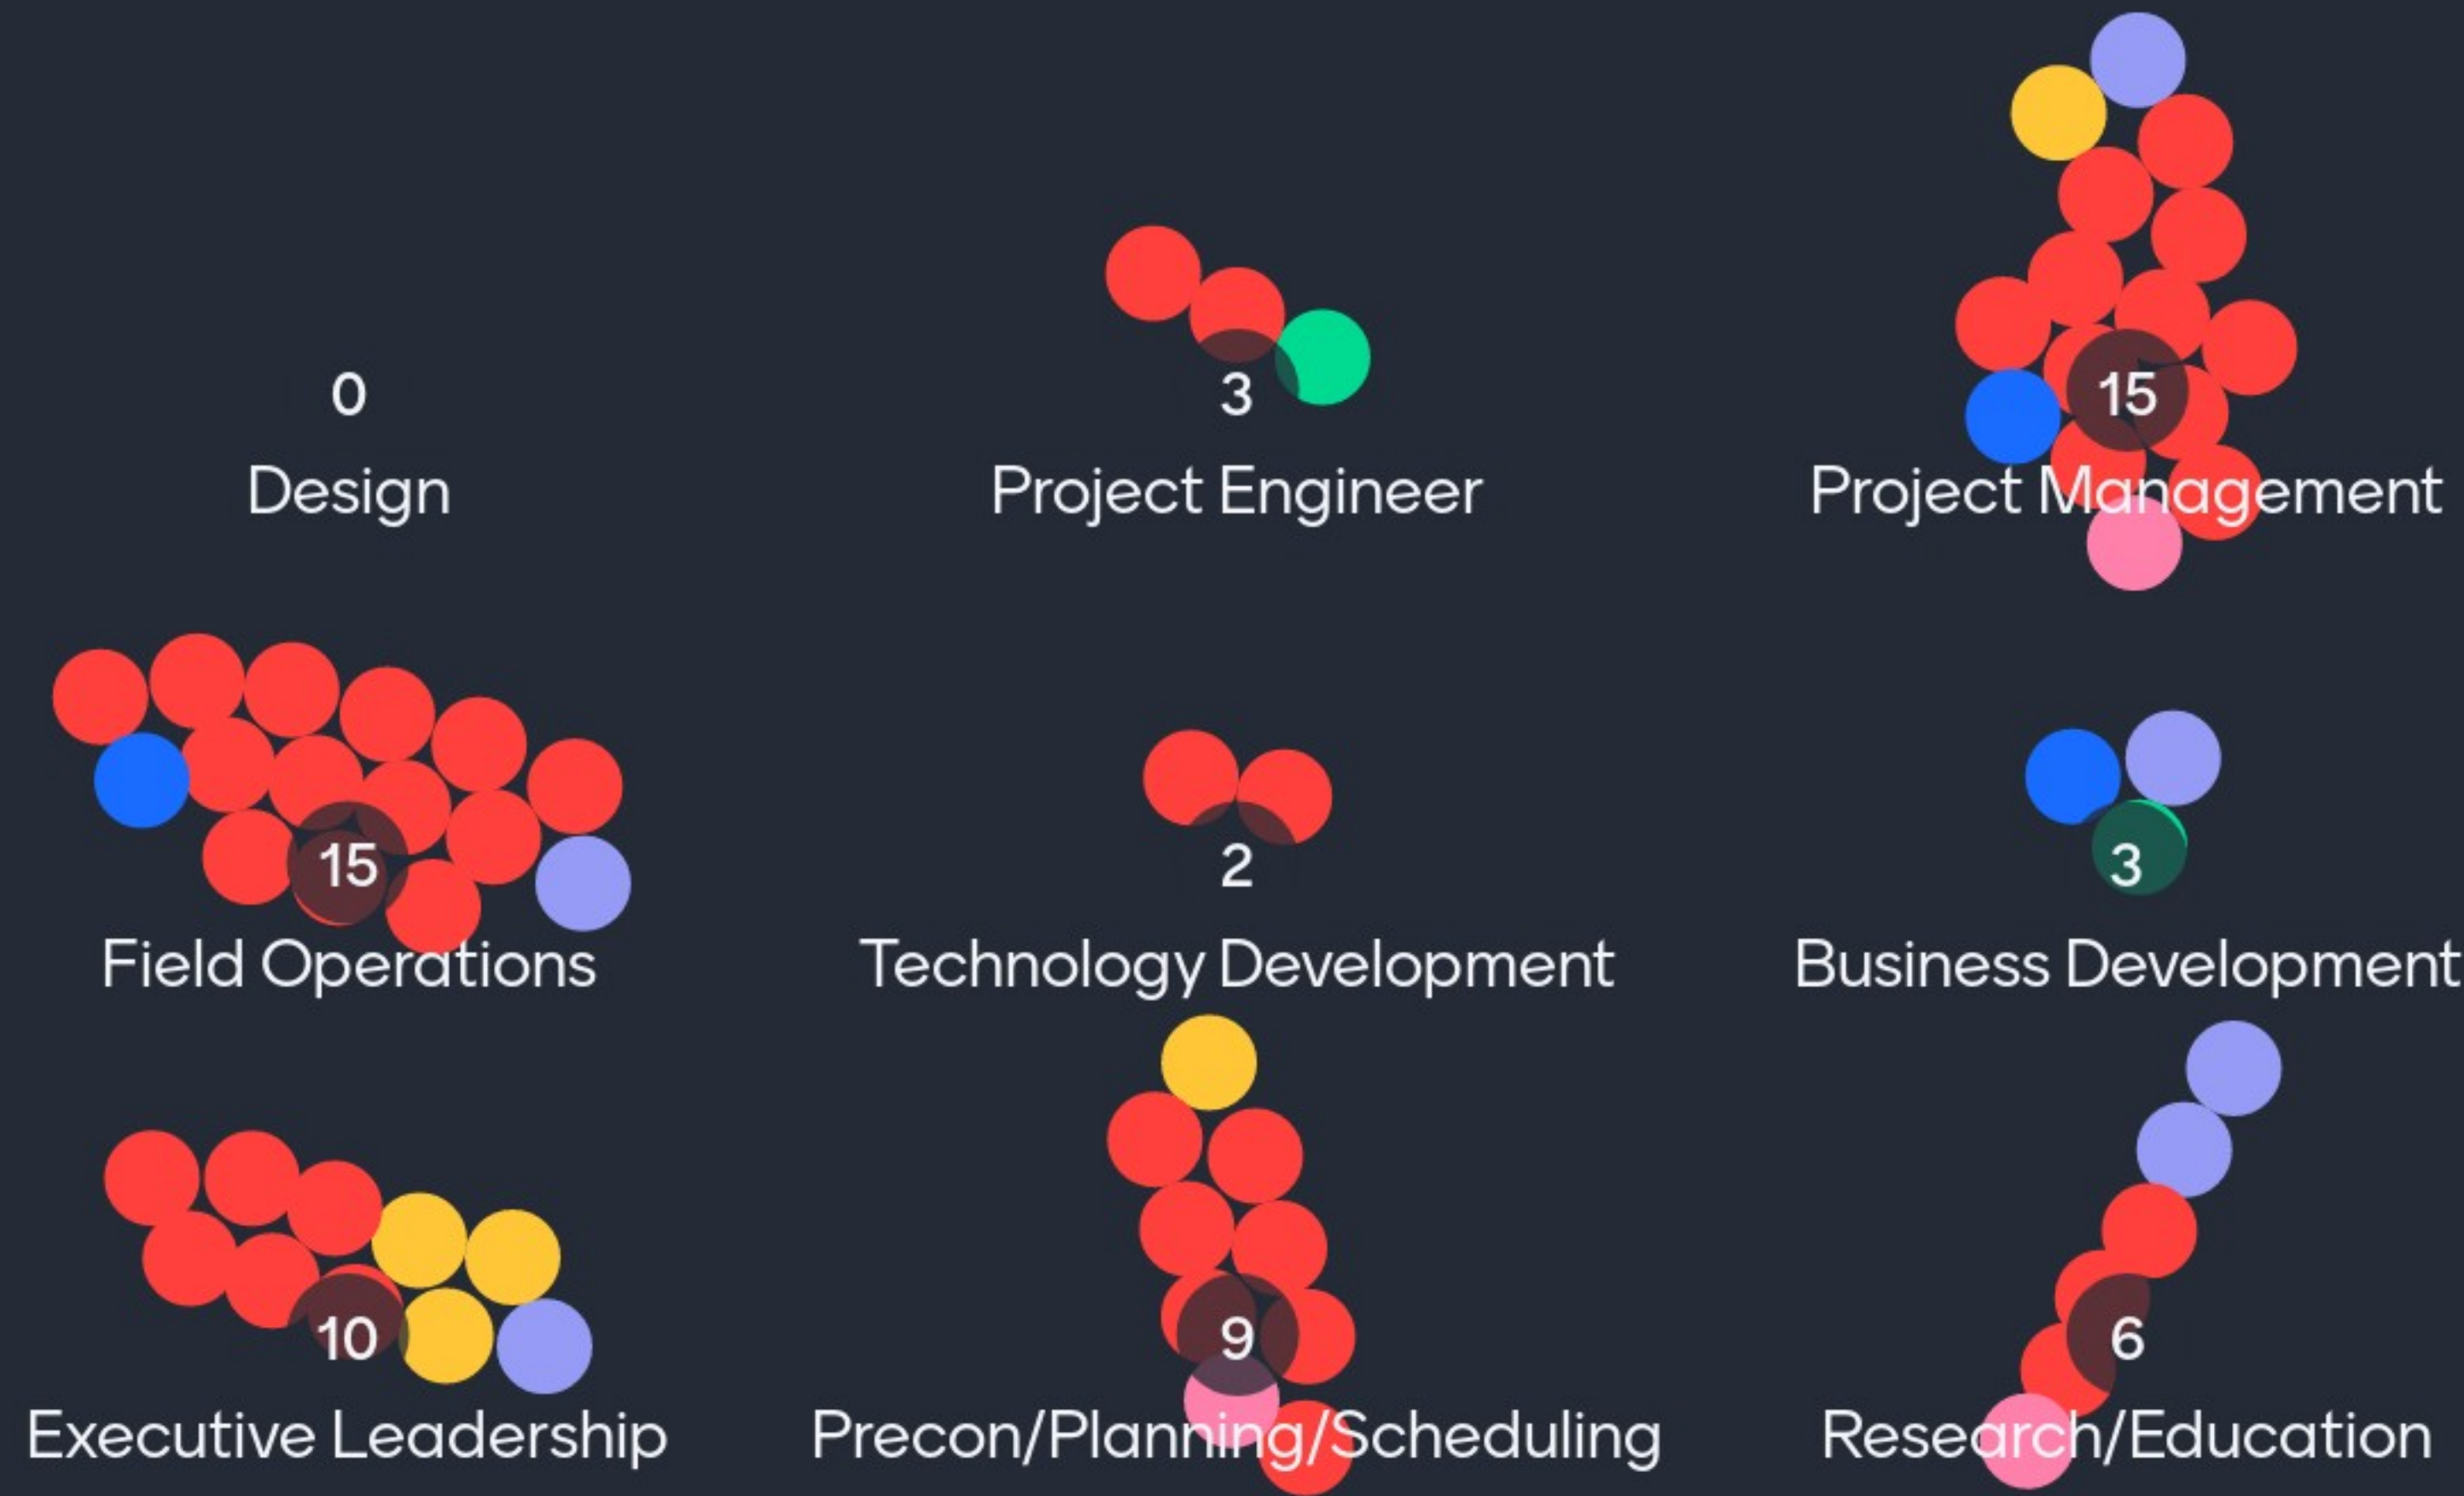 0 3 15
Design Project Engineer Project Management
15 2 3
Field Operations Technology Development Business Development
10 9 6
Executive Leadership Precon/Planning/Scheduling Research/Education